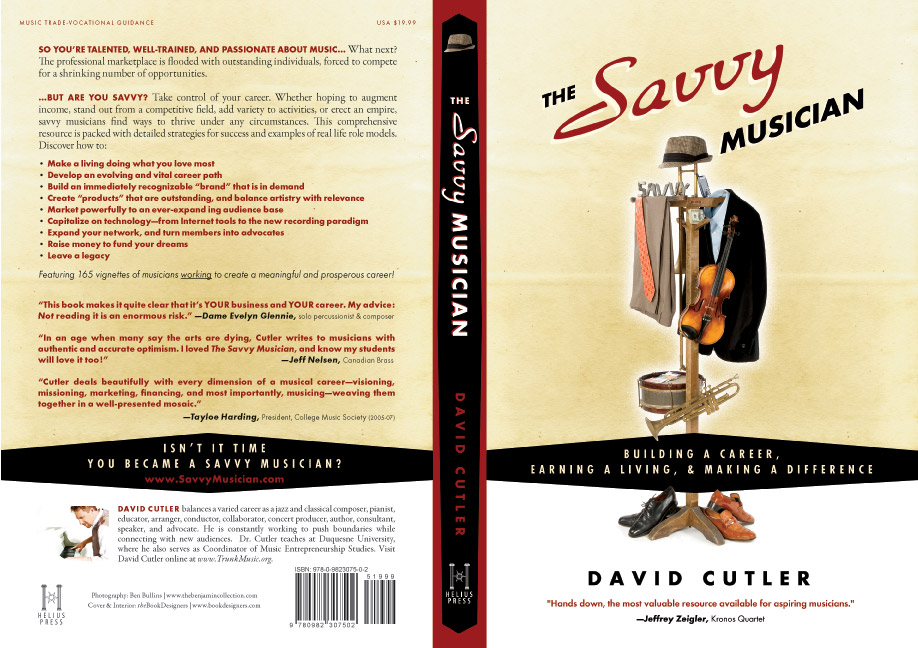 MUSIC TRADE-VOCATIONAL GUIDANCE
USA $19.99
SO YOU'RE TALENTED, WELL-TRAINED, AND PASSIONATE ABOUT MUSIC... What next?
The professional marketplace is flooded with outstanding individuals, forced to compete
for a shrinking number of opportunities.
...BUT ARE YOU SAVVY? Take control of your career. Whether hoping to augment
income, stand out from a competitive field, add variety to activities, or erect an empire,
savvy musicians find ways to thrive under any circumstances. This comprehensive
resource is packed with detailed strategies for success and examples of real life role models.
Discover how to:
• Make a living doing what you love most
• Develop an evolving and vital career path
• Build an immediately recognizable "brand" that is in demand
• Create "products" that are outstanding, and balance artistry with relevance
• Market powerfully to an ever-expanding audience base
• Capitalize on technology—from Internet tools to the new recording paradigm
• Expand your network, and turn members into advocates
• Raise money to fund your dreams
• Leave a legacy
Featuring 165 vignettes of musicians working to create a meaningful and prosperous career!
"This book makes it quite clear that it's YOUR business and YOUR career. My advice:
Not reading it is an enormous risk." —Dame Evelyn Glennie, solo percussionist & composer
"In an age when many say the arts are dying, Cutler writes to musicians with
authentic and accurate optimism. I loved The Savvy Musician, and know my students
will love it too!"
—Jeff Nelsen, Canadian Brass
"Cutler deals beautifully with every dimension of a musical career—visioning,
missioning, marketing, financing, and most importantly, musicing—weaving them
together in a well-presented mosaic."
—Tayloe Harding, President, College Music Society (2005-07)
ISN'T IT TIME
YOU BECAME A SAVVY MUSICIAN?
www.SavvyMusician.com
DAVID CUTLER balances a varied career as a jazz and classical composer, pianist,
educator, arranger, conductor, collaborator, concert producer, author, consultant,
speaker, and advocate. He is constantly working to push boundaries while
connecting with new audiences. Dr. Cutler teaches at Duquesne University,
where he also serves as Coordinator of Music Entrepreneurship Studies. Visit
David Cutler online at www.TrunkMusic.org.
HELIUS
PRESS
Photography: Ben Bullins | www.thebenjamincollection.com
Cover & Interior: theBookDesigners | www.bookdesigners.com
ISBN: 978-0-9823075-0-2
51999
9 780982 307502
THE Savvy MUSICIAN
DAVID CUTLER
HELIUS
PRESS
THE Savvy
MUSICIAN
SAVVY
BUILDING A CAREER,
EARNING A LIVING, & MAKING A DIFFERENCE
DAVID CUTLER
"Hands down, the most valuable resource available for aspiring musicians."
—Jeffrey Zeigler, Kronos Quartet